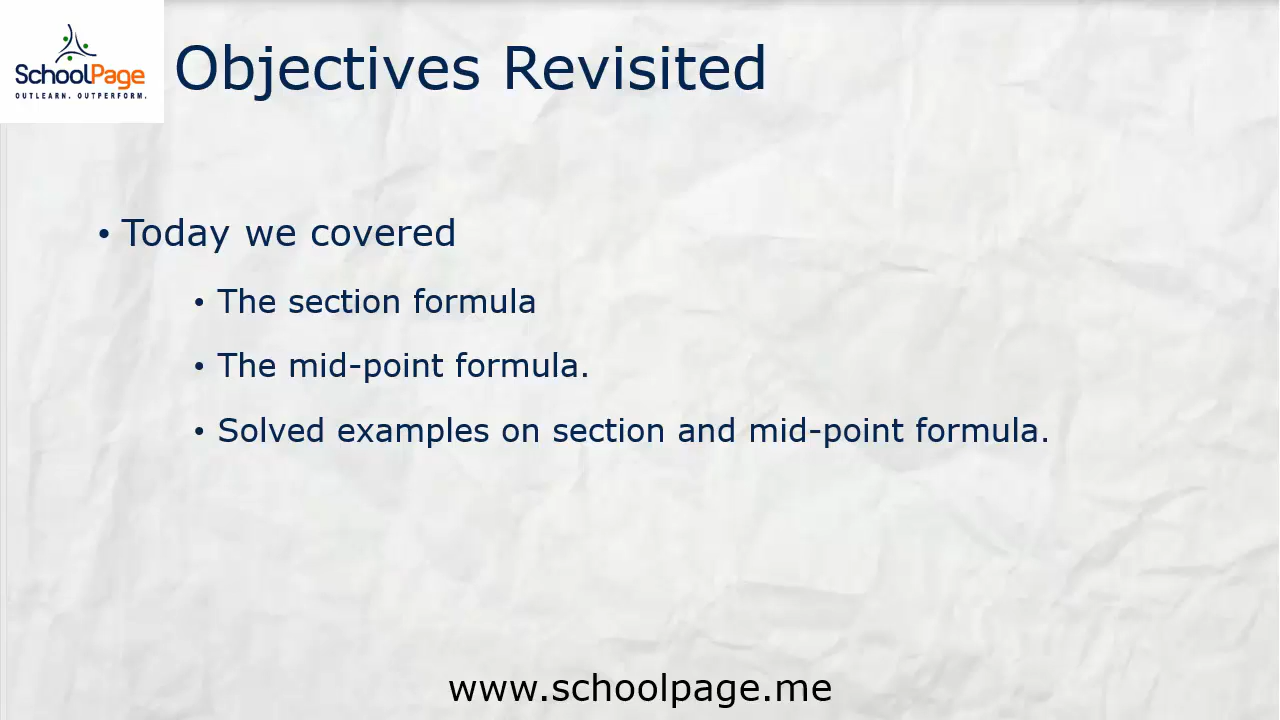 SchoolPage
OUTLEARN. OUTPERFORM.
Objectives Revisited
• Today we covered
• The section formula
• The mid-point formula.
• Solved examples on section and mid-point formula.
www.schoolpage.me